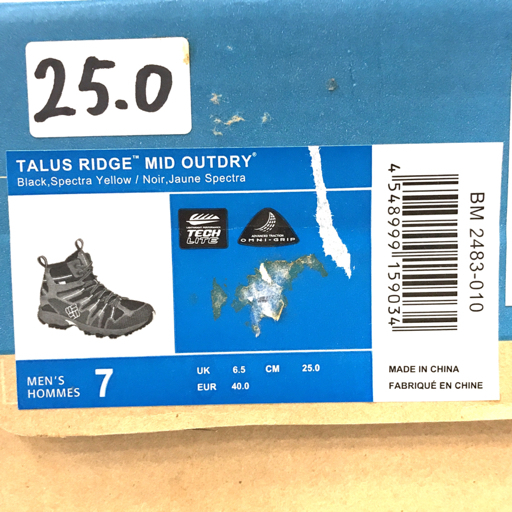 25.0
TALUS RIDGE™ MID OUTDRY®
Black,Spectra Yellow / Noir,Jaune Spectra
TECH
LITE
ADVANCED TRACTION
OMNI-GRIP
UK 6.5 CM 25.0
EUR 40.0
MEN'S
HOMMES
7
4 548999 159034
BM 2483-010
MADE IN CHINA
FABRIQUÉ EN CHINE